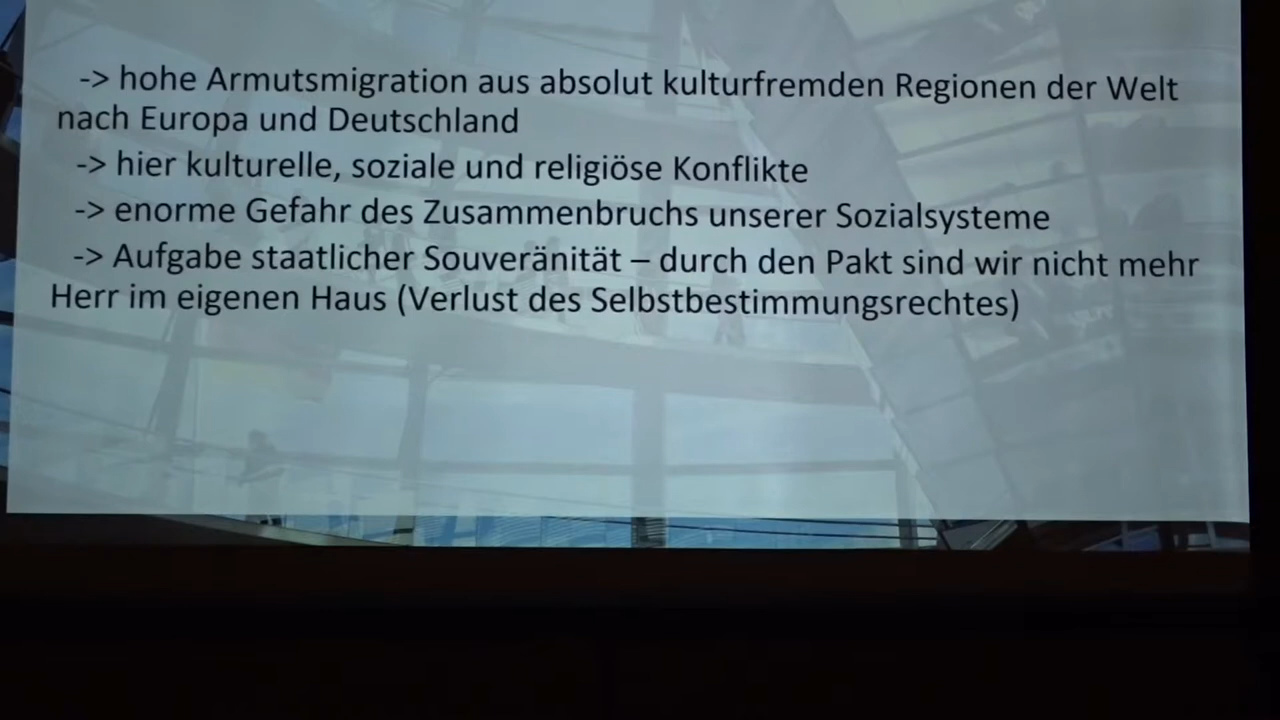 -> hohe Armutsmigration aus absolut kulturfremden Regionen der Welt
nach Europa und Deutschland
-> hier kulturelle, soziale und religiöse Konflikte
-> enorme Gefahr des Zusammenbruchs unserer Sozialsysteme
-> Aufgabe staatlicher Souveränität – durch den Pakt sind wir nicht mehr
Herr im eigenen Haus (Verlust des Selbstbestimmungsrechtes)